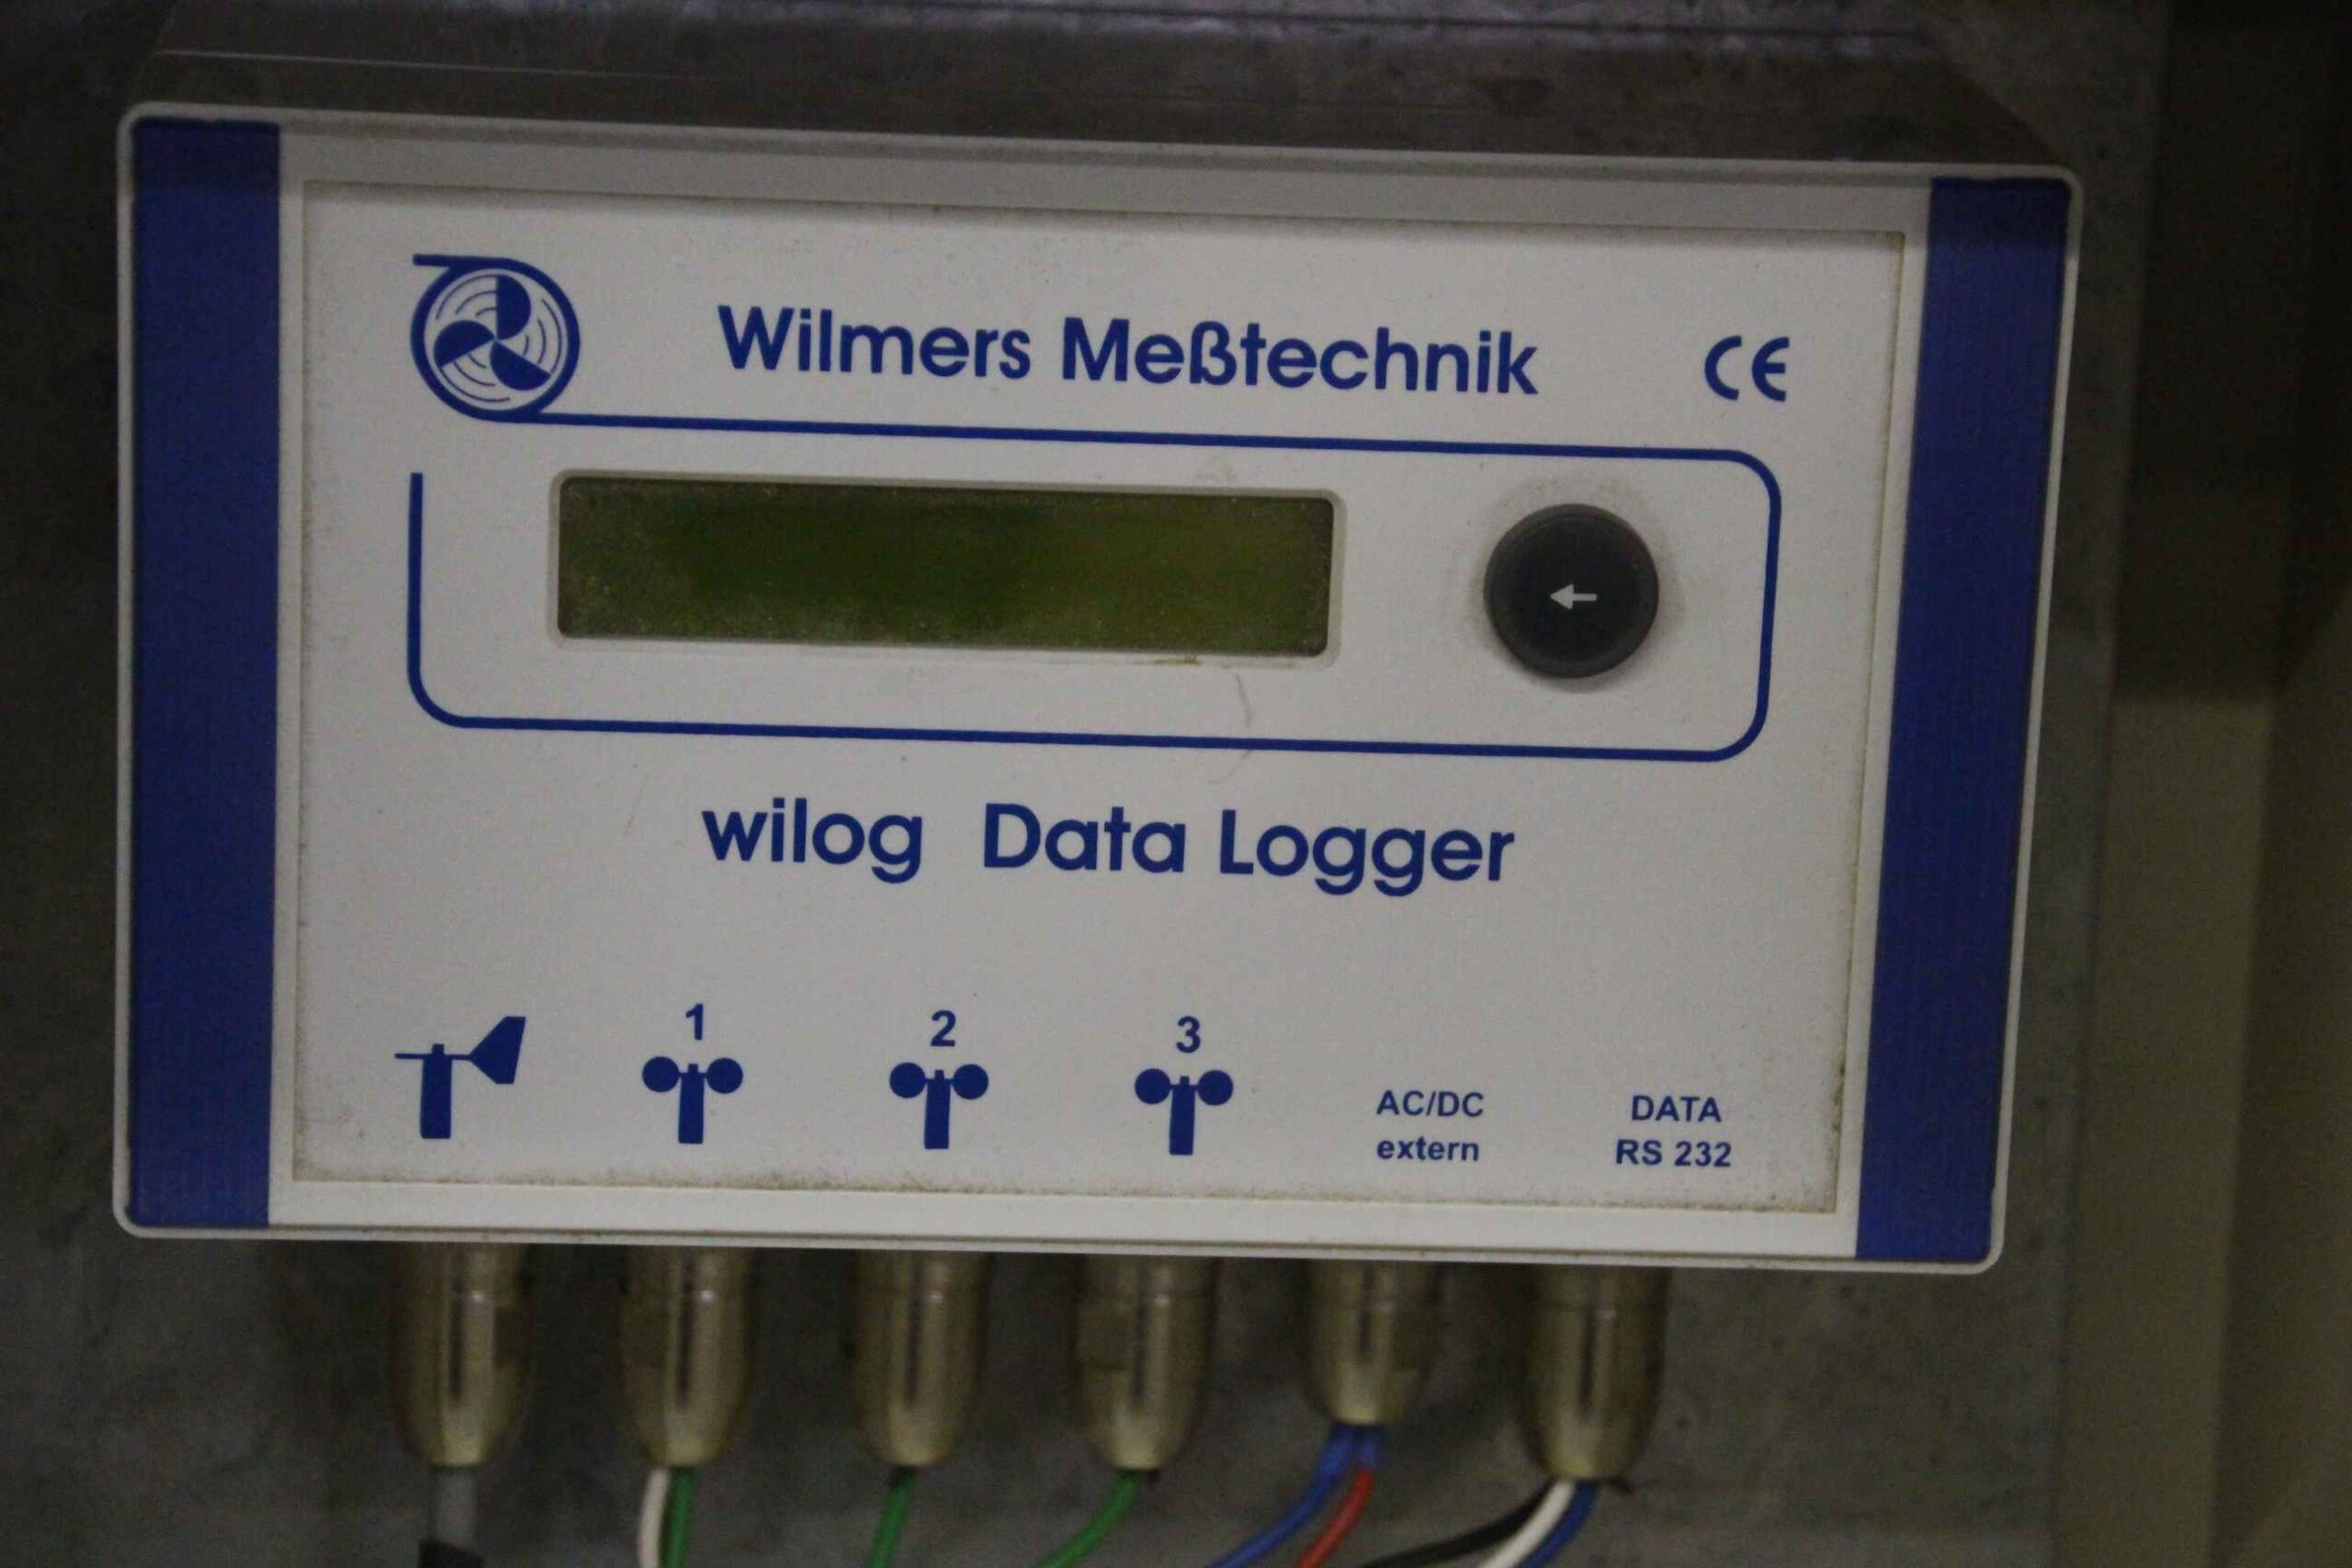 Wilmers Meßtechnik
CE
wilog Data Logger
1
2
3
AC/DC
extern
DATA
RS 232